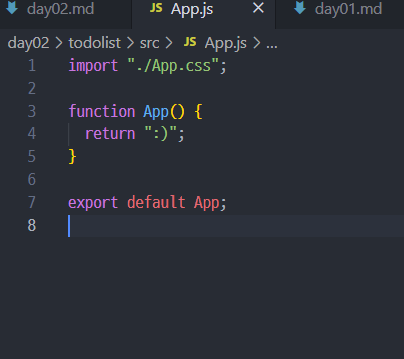 day02.md JS App.js × day01.md
day02 > todolist > src > JS App.js > ...
1 import "./App.css";
2
3 function App() {
4 return ":)";
5 }
6
7 export default App;
8